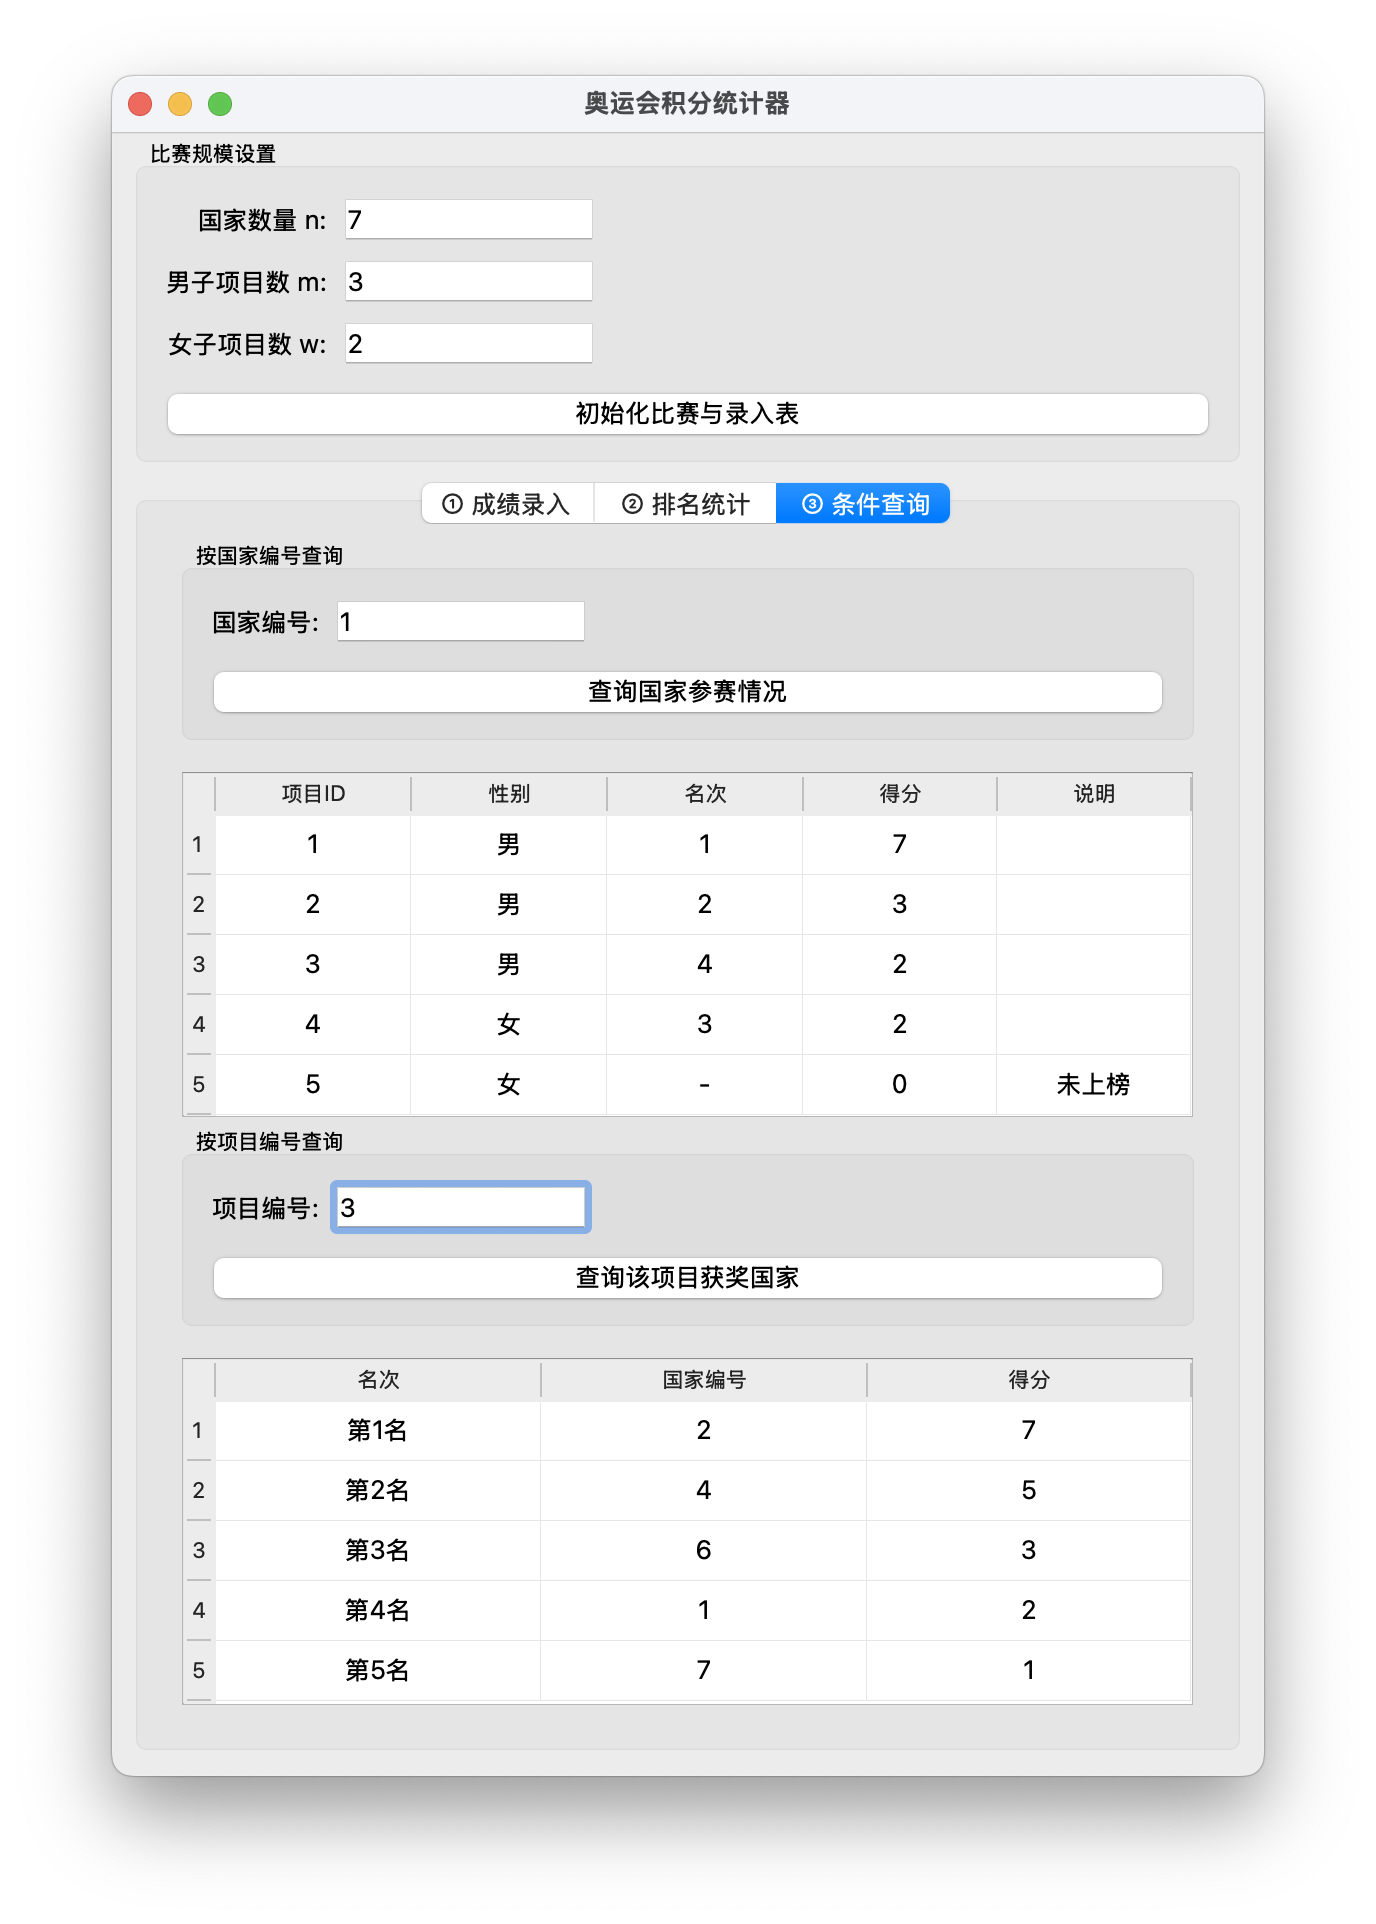 奥运会积分统计器
比赛规模设置
国家数量 n: 7
男子项目数 m: 3
女子项目数 w: 2
初始化比赛与录入表
① 成绩录入 ② 排名统计 ③ 条件查询
按国家编号查询
国家编号: 1
查询国家参赛情况
项目ID 性别 名次 得分 说明
1 1 男 1 7
2 2 男 2 3
3 3 男 4 2
4 4 女 3 2
5 5 女 - 0 未上榜
按项目编号查询
项目编号: 3
查询该项目获奖国家
名次 国家编号 得分
1 第1名 2 7
2 第2名 4 5
3 第3名 6 3
4 第4名 1 2
5 第5名 7 1